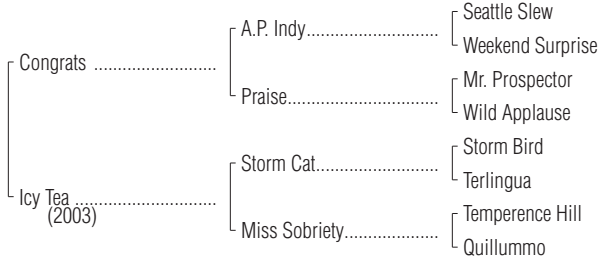 Seattle Slew
A.P. Indy..............................
Weekend Surprise
Congrats ............................
Mr. Prospector
Praise...................................
Wild Applause
Storm Bird
Storm Cat............................
Terlingua
Icy Tea ................................
(2003)
Temperence Hill
Miss Sobriety.....................
Quillummo